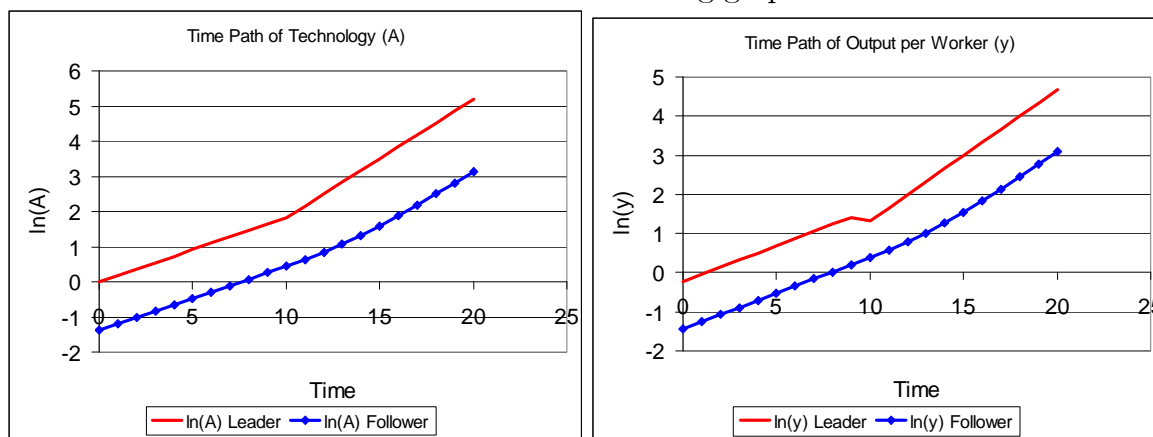 Time Path of Technology (A)
6
5
4
3
2
1
0
-1
-2
0 5 10 15 20 25
ln(A)
Time
ln(A) Leader ln(A) Follower
Time Path of Output per Worker (y)
5
4
3
2
1
0
-1
-2
0 5 10 15 20 25
ln(y)
Time
ln(y) Leader ln(y) Follower